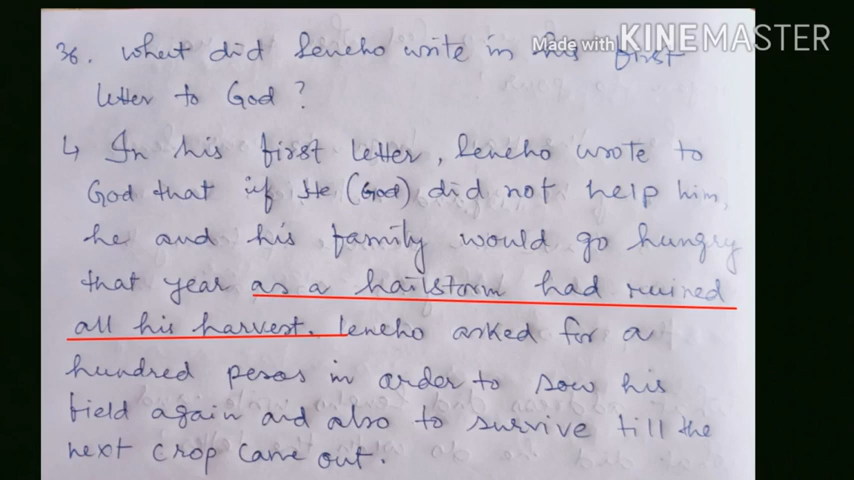 Made with KINEMASTER
36. What did Lencho write in his first
letter to God?
↳ In his first letter, Lencho wrote to
God that if He (God) did not help him,
he and his family would go hungry
that year as a hailstorm had ruined
all his harvest. Lencho asked for a
hundred pesos in order to sow his
field again and also to survive till the
next crop came out.